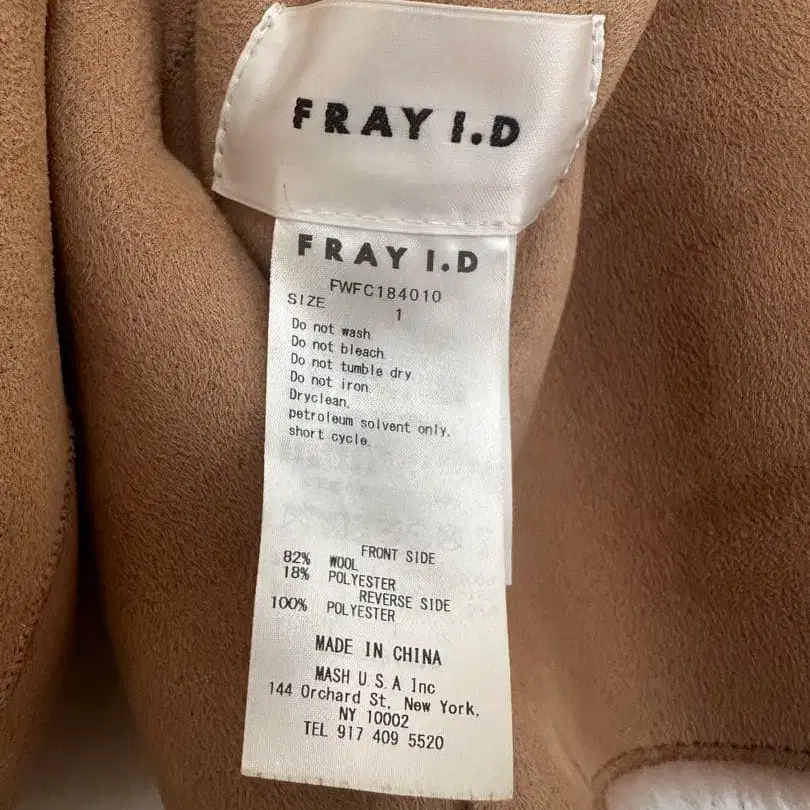 FRAY I.D
FRAY I.D
FWFC184010
SIZE 1
Do not wash.
Do not bleach.
Do not tumble dry.
Do not iron.
Dryclean,
petroleum solvent only,
short cycle.
FRONT SIDE
82% WOOL
18% POLYESTER
REVERSE SIDE
100% POLYESTER
MADE IN CHINA
MASH U.S.A Inc
144 Orchard St, New York,
NY 10002
TEL 917 409 5520